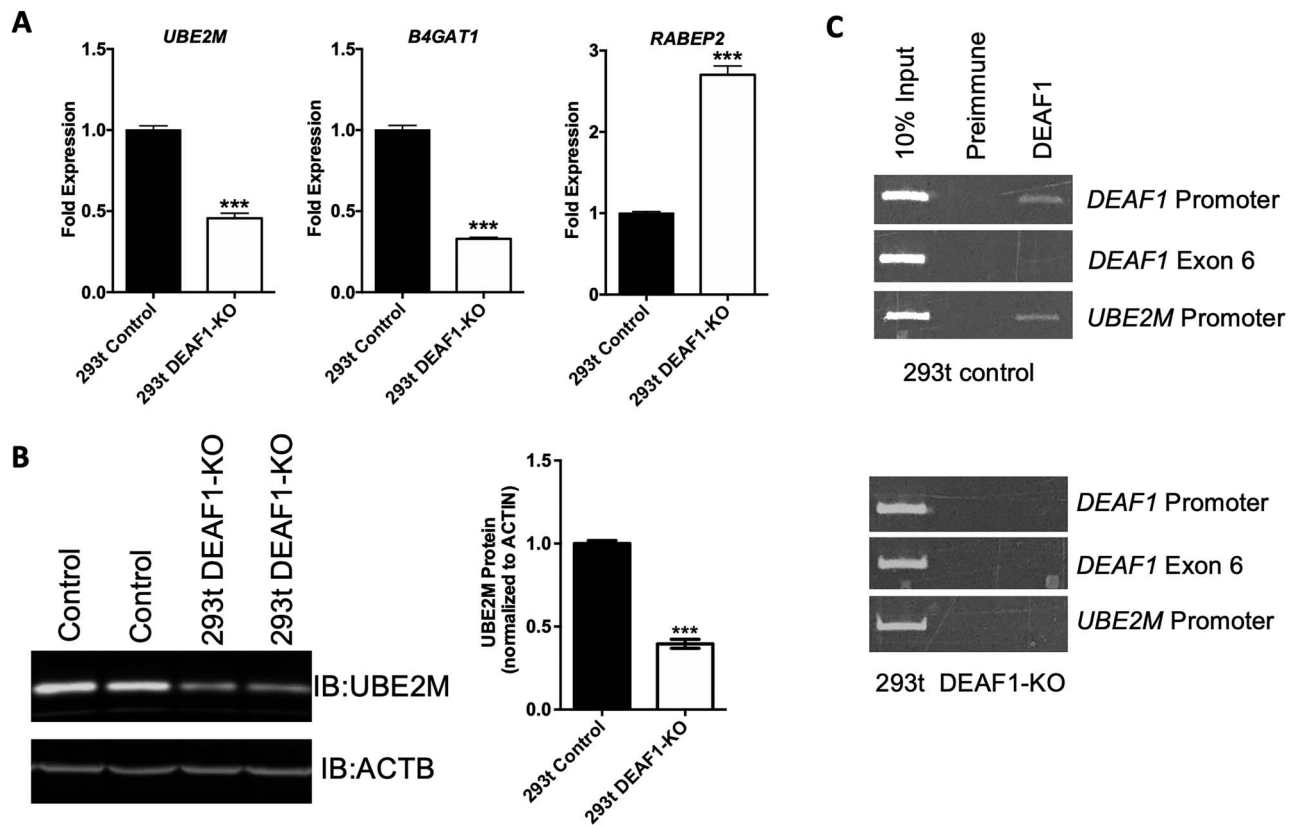 A
UBE2M
1.5
1.0
0.5
0.0
Fold Expression
293t Control
293t DEAF1-KO
***
B4GAT1
1.5
1.0
0.5
0.0
Fold Expression
293t Control
293t DEAF1-KO
***
RABEP2
3
2
1
0
Fold Expression
293t Control
293t DEAF1-KO
***
B
Control
Control
293t DEAF1-KO
293t DEAF1-KO
IB:UBE2M
IB:ACTB
1.5
1.0
0.5
0.0
UBE2M Protein
(normalized to ACTIN)
293t Control
293t DEAF1-KO
***
C
10% Input
Preimmune
DEAF1
DEAF1 Promoter
DEAF1 Exon 6
UBE2M Promoter
293t control
DEAF1 Promoter
DEAF1 Exon 6
UBE2M Promoter
293t DEAF1-KO